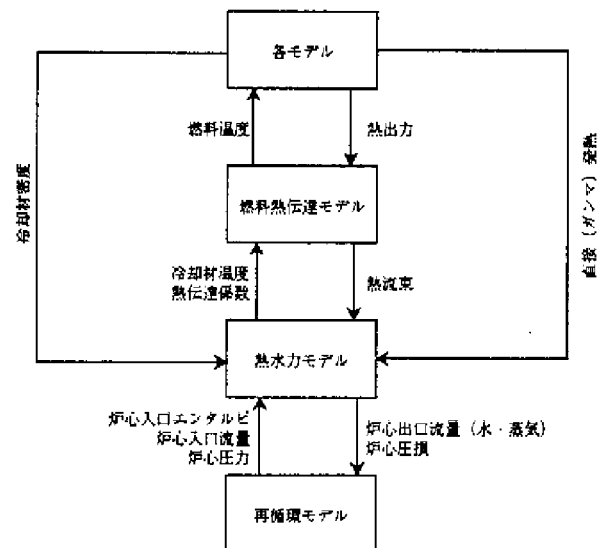 各モデル
燃料温度
熱出力
冷却材密度
直接（ガンマ）発熱
燃料熱伝達モデル
冷却材温度
熱伝達係数
熱流束
熱水力モデル
炉心入口エンタルピ
炉心入口流量
炉心圧力
炉心出口流量（水・蒸気）
炉心圧損
再循環モデル